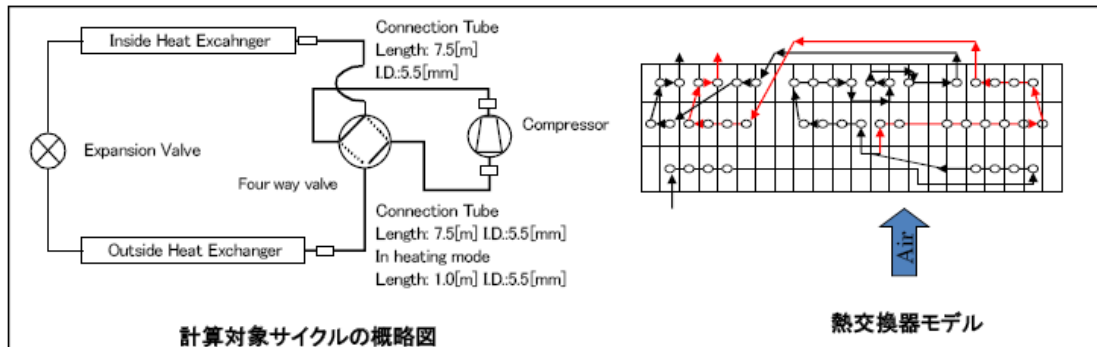 Inside Heat Excahnger
Connection Tube
Length: 7.5[m]
I.D.:5.5[mm]
Compressor
Expansion Valve
Four way valve
Connection Tube
Length: 7.5[m] I.D.:5.5[mm]
In heating mode
Length: 1.0[m] I.D.:5.5[mm]
Outside Heat Exchanger
計算対象サイクルの概略図
Air
熱交換器モデル